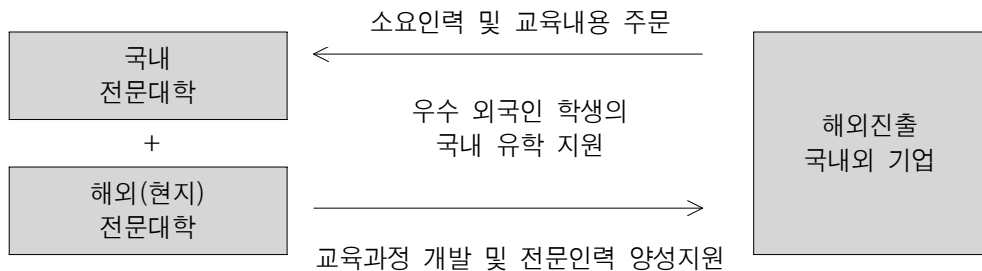 소요인력 및 교육내용 주문
국내
전문대학
+
해외(현지)
전문대학
우수 외국인 학생의
국내 유학 지원
해외진출
국내외 기업
교육과정 개발 및 전문인력 양성지원